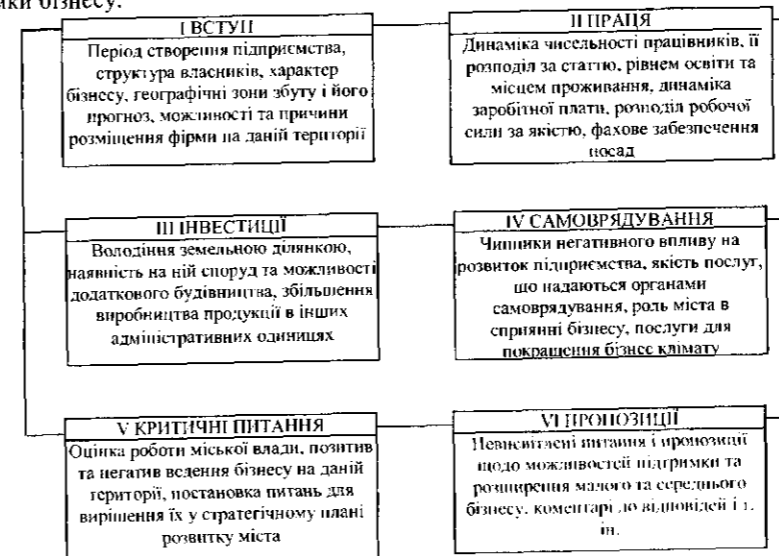 ики бізнесу.
І ВСТУП
Період створення підприємства,
структура власників, характер
бізнесу, географічні зони збуту і його
прогноз, можливості та причини
розміщення фірми на даній території
ІІ ПРАЦЯ
Динаміка чисельності працівників, її
розподіл за статтю, рівнем освіти та
місцем проживання, динаміка
заробітної плати, розподіл робочої
сили за якістю, фахове забезпечення
посад
ІІІ ІНВЕСТИЦІЇ
Володіння земельною ділянкою,
наявність на ній споруд та можливості
додаткового будівництва, збільшення
виробництва продукції в інших
адміністративних одиницях
IV САМОВРЯДУВАННЯ
Чинники негативного впливу на
розвиток підприємства, якість послуг,
що надаються органами
самоврядування, роль міста в
сприянні бізнесу, послуги для
покращення бізнес клімату
V КРИТИЧНІ ПИТАННЯ
Оцінка роботи міської влади, позитив
та негатив ведення бізнесу на даній
території, постановка питань для
вирішення їх у стратегічному плані
розвитку міста
VI ПРОПОЗИЦІЇ
Невисвітлені питання і пропозиції
щодо можливостей підтримки та
розширення малого та середнього
бізнесу, коментарі до відповідей і т.
ін.